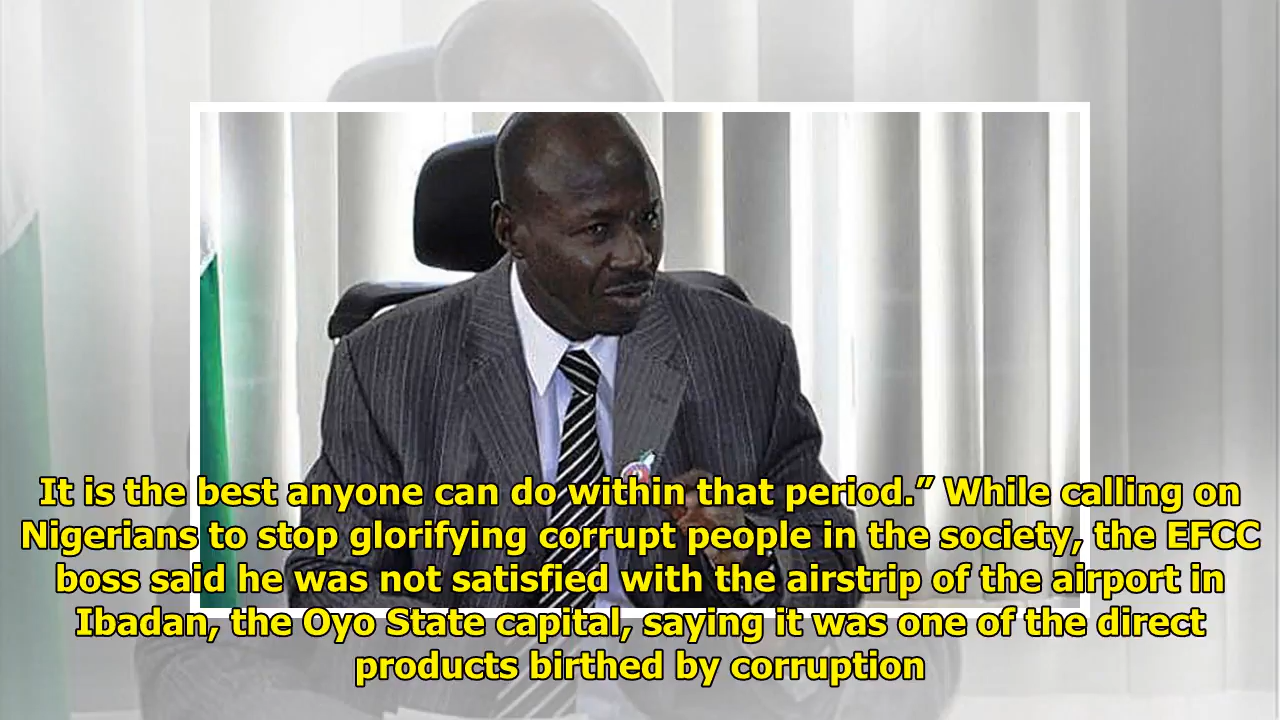 It is the best anyone can do within that period.” While calling on
Nigerians to stop glorifying corrupt people in the society, the EFCC
boss said he was not satisfied with the airstrip of the airport in
Ibadan, the Oyo State capital, saying it was one of the direct
products birthed by corruption